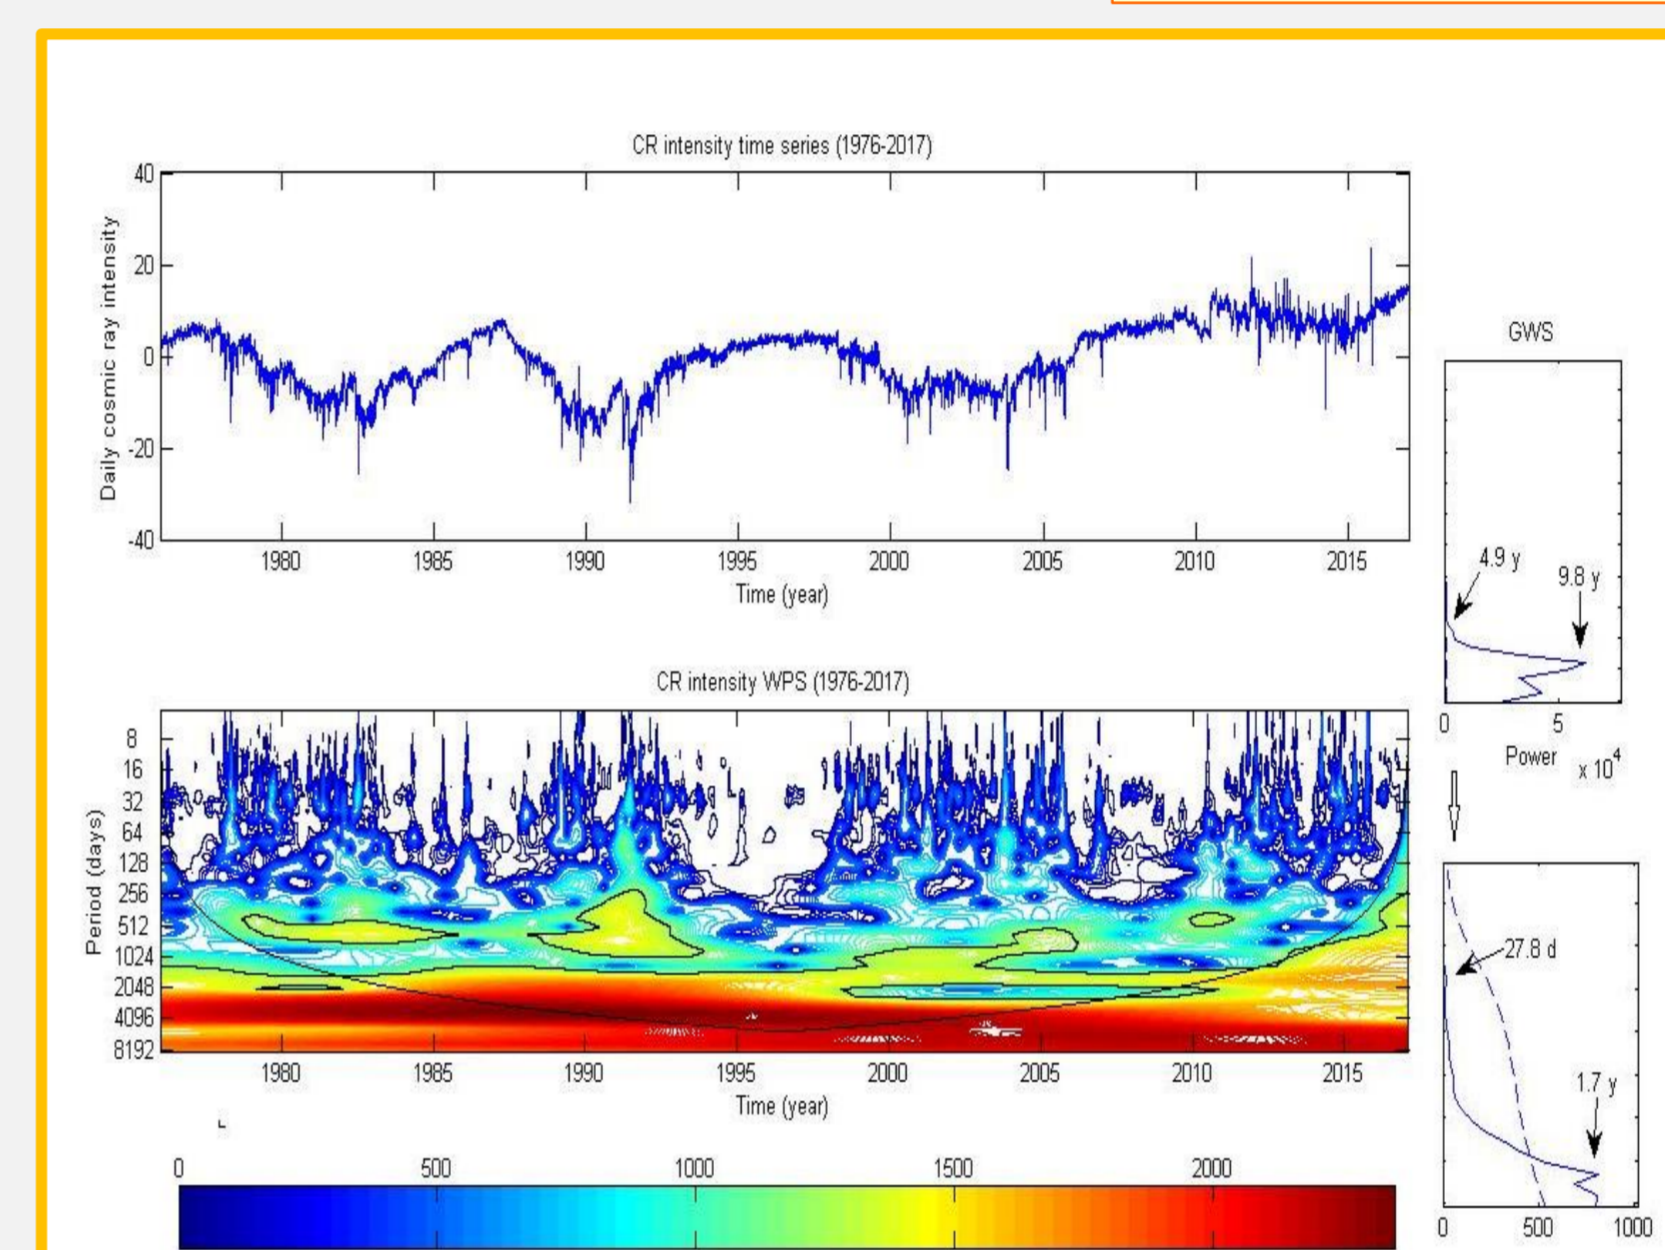 CR intensity time series (1976-2017)
Daily cosmic ray intensity
40
20
0
-20
-40
1980 1985 1990 1995 2000 2005 2010 2015
Time (year)
GWS
4.9 y
9.8 y
0 5
Power x 10⁴
CR intensity WPS (1976-2017)
Period (days)
8
16
32
64
128
256
512
1024
2048
4096
8192
1980 1985 1990 1995 2000 2005 2010 2015
Time (year)
27.8 d
1.7 y
0 500 1000
0 500 1000 1500 2000